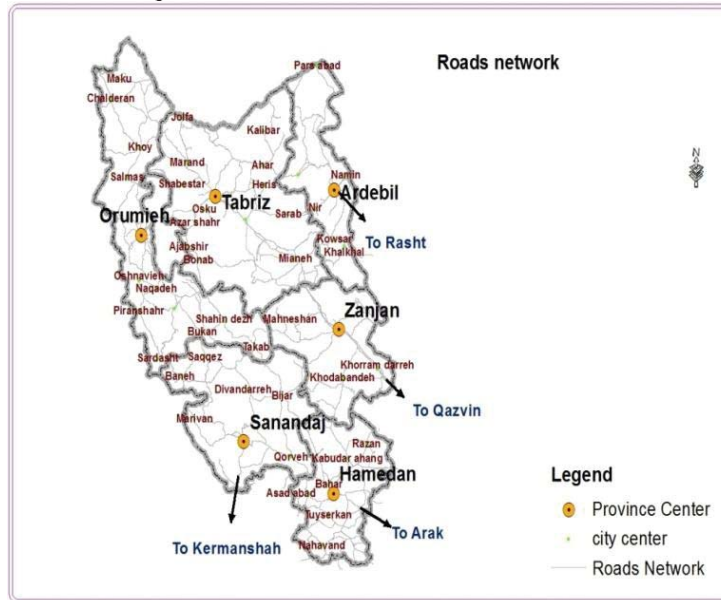 Roads network
Pars abad
Maku
Chalderan
Jolfa
Kalibar
Khoy
Marand
Ahar
Namin
Salmas
Shabestar
Heris
Ardebil
Orumieh
Osku
Tabriz
Sarab
Nir
Azar shahr
To Rasht
Kowsar
Ajabshir
Khalkhal
Bonab
Mianeh
Oshnavieh
Naqadeh
Piranshahr
Shahin dezh
Mahneshan
Zanjan
Bukan
Takab
Sardasht
Saqqez
Khorram darreh
Baneh
Khodabandeh
Divandarreh
Bijar
To Qazvin
Marivan
Sanandaj
Razan
Qorveh
Kabudar ahang
Hamedan
Bahar
Asad abad
Tuyserkan
To Arak
To Kermanshah
Nahavand
N
Legend
Province Center
city center
Roads Network